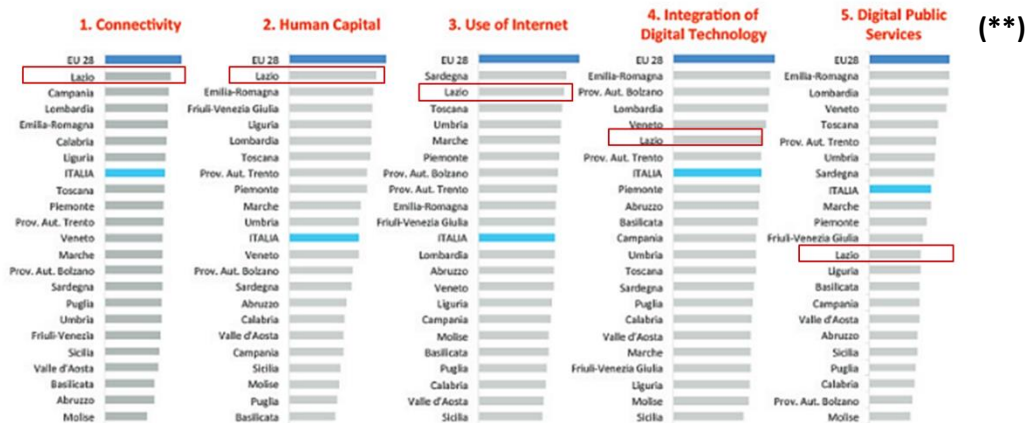 1. Connectivity
EU 28
Lazio
Campania
Lombardia
Emilia-Romagna
Calabria
Liguria
ITALIA
Toscana
Piemonte
Prov. Aut. Trento
Veneto
Marche
Prov. Aut. Bolzano
Sardegna
Puglia
Umbria
Friuli-Venezia
Sicilia
Valle d'Aosta
Basilicata
Abruzzo
Molise
2. Human Capital
EU 28
Lazio
Emilia-Romagna
Friuli-Venezia Giulia
Liguria
Lombardia
Toscana
Prov. Aut. Trento
Piemonte
Marche
Umbria
ITALIA
Veneto
Prov. Aut. Bolzano
Sardegna
Abruzzo
Calabria
Valle d'Aosta
Campania
Sicilia
Molise
Puglia
Basilicata
3. Use of Internet
EU 28
Sardegna
Lazio
Toscana
Umbria
Marche
Piemonte
Prov. Aut. Bolzano
Prov. Aut. Trento
Emilia-Romagna
Friuli-Venezia Giulia
ITALIA
Lombardia
Abruzzo
Veneto
Liguria
Campania
Molise
Basilicata
Puglia
Calabria
Valle d'Aosta
Sicilia
4. Integration of
Digital Technology
EU 28
Emilia-Romagna
Prov. Aut. Bolzano
Lombardia
Veneto
Lazio
Prov. Aut. Trento
ITALIA
Piemonte
Abruzzo
Basilicata
Campania
Umbria
Toscana
Sardegna
Puglia
Calabria
Valle d'Aosta
Marche
Friuli-Venezia Giulia
Liguria
Molise
Sicilia
5. Digital Public
Services
EU28
Emilia-Romagna
Lombardia
Veneto
Toscana
Prov. Aut. Trento
Umbria
Sardegna
ITALIA
Marche
Piemonte
Friuli-Venezia Giulia
Lazio
Liguria
Basilicata
Campania
Valle d'Aosta
Abruzzo
Sicilia
Puglia
Calabria
Prov. Aut. Bolzano
Molise
(**)